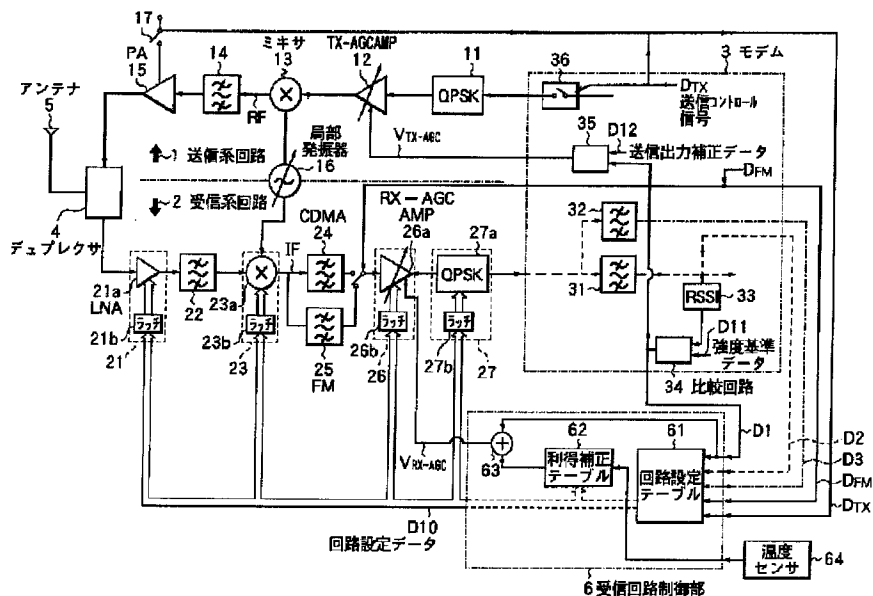 17
PA
15
14
ミキサ
13
TX-AGCAMP
12
11
QPSK
36
3 モデム
DTX
送信コントロール
信号
アンテナ
5
RF
局部
発振器
16
VTX-AGC
35
D12
送信出力補正データ
DFM
1 送信系回路
2 受信系回路
4
デュプレクサ
CDMA
24
IF
RX-AGC
AMP
26a
27a
QPSK
32
31
RSSI
33
21a
LNA
22
23a
21b
ラッチ
21
23b
ラッチ
23
25
FM
26b
ラッチ
26
27b
ラッチ
27
D11
強度基準
データ
34 比較回路
D1
D2
D3
DFM
DTX
VRX-AGC
63
62
利得補正
テーブル
61
回路設定
テーブル
D10
回路設定データ
温度
センサ
64
6 受信回路制御部